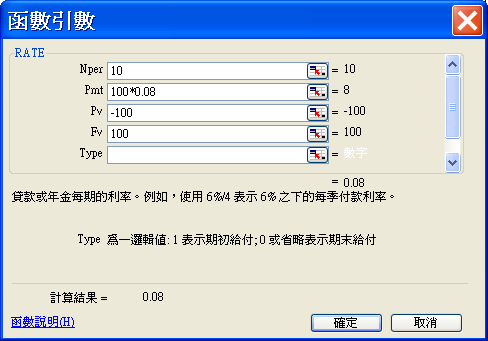 函數引數
RATE
Nper 10 = 10
Pmt 100*0.08 = 8
Pv -100 = -100
Fv 100 = 100
Type = 數字
= 0.08
貸款或年金每期的利率。例如，使用 6%/4 表示 6% 之下的每季付款利率。
Type 為一邏輯值: 1 表示期初給付; 0 或省略表示期末給付
計算結果 = 0.08
函數說明(H) 確定 取消